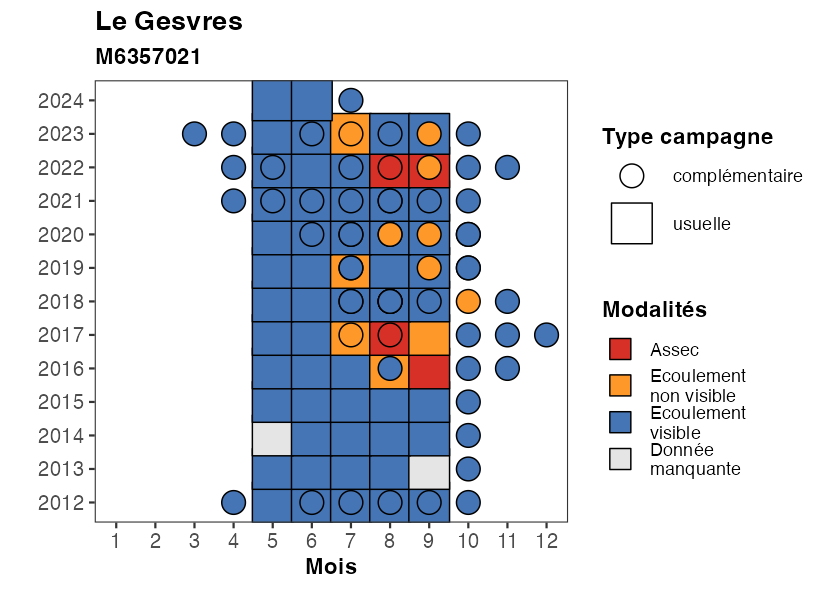 Le Gesvres
M6357021
2024
2023
2022
2021
2020
2019
2018
2017
2016
2015
2014
2013
2012
1 2 3 4 5 6 7 8 9 10 11 12
Mois
Type campagne
complémentaire
usuelle
Modalités
Assec
Ecoulement
non visible
Ecoulement
visible
Donnée
manquante